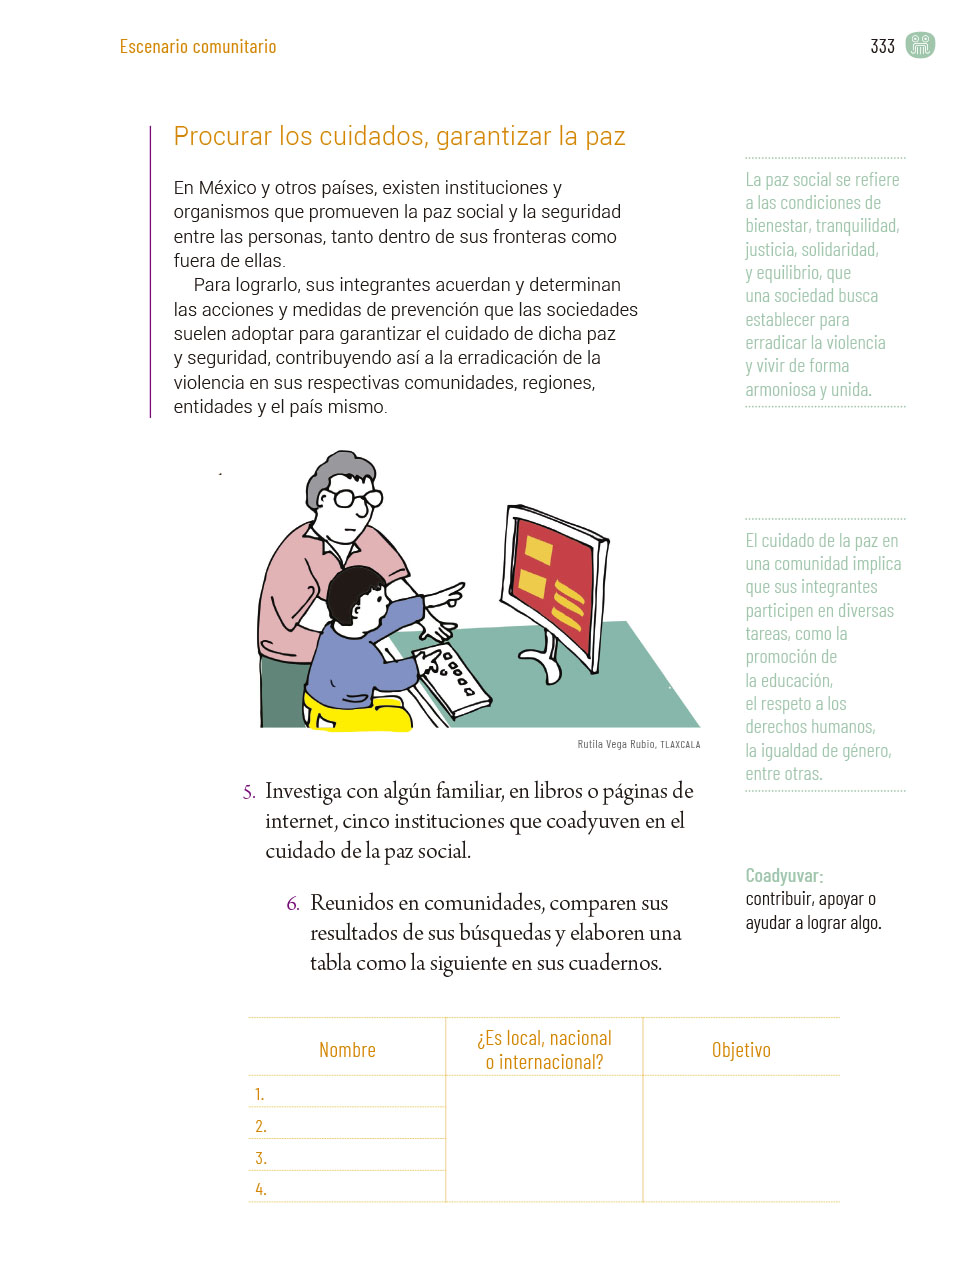 Escenario comunitario
333
Procurar los cuidados, garantizar la paz
En México y otros países, existen instituciones y
organismos que promueven la paz social y la seguridad
entre las personas, tanto dentro de sus fronteras como
fuera de ellas.
Para lograrlo, sus integrantes acuerdan y determinan
las acciones y medidas de prevención que las sociedades
suelen adoptar para garantizar el cuidado de dicha paz
y seguridad, contribuyendo así a la erradicación de la
violencia en sus respectivas comunidades, regiones,
entidades y el país mismo.
La paz social se refiere
a las condiciones de
bienestar, tranquilidad,
justicia, solidaridad,
y equilibrio, que
una sociedad busca
establecer para
erradicar la violencia
y vivir de forma
armoniosa y unida.
El cuidado de la paz en
una comunidad implica
que sus integrantes
participen en diversas
tareas, como la
promoción de
la educación,
el respeto a los
derechos humanos,
la igualdad de género,
entre otras.
Rutila Vega Rubio, TLAXCALA
5. Investiga con algún familiar, en libros o páginas de
internet, cinco instituciones que coadyuven en el
cuidado de la paz social.
6. Reunidos en comunidades, comparen sus
resultados de sus búsquedas y elaboren una
tabla como la siguiente en sus cuadernos.
Coadyuvar:
contribuir, apoyar o
ayudar a lograr algo.
Nombre
¿Es local, nacional
o internacional?
Objetivo
1.
2.
3.
4.